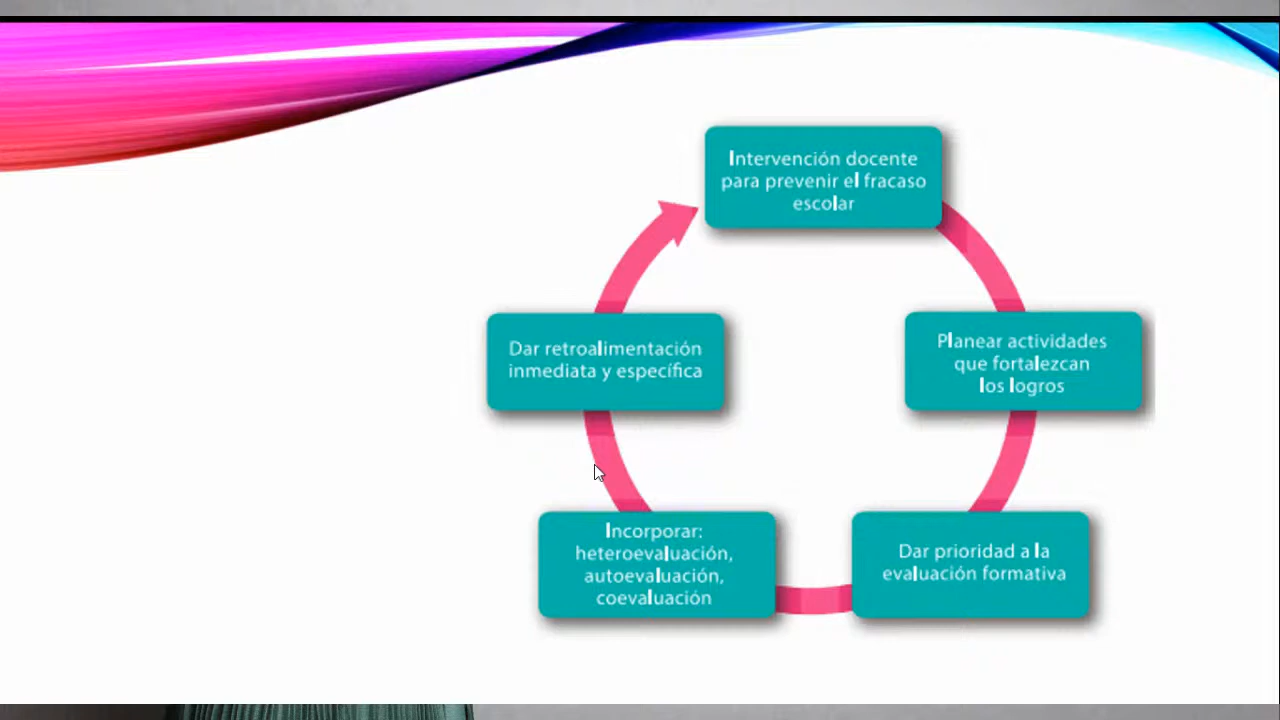 Intervención docente
para prevenir el fracaso
escolar
Planear actividades
que fortalezcan
los logros
Dar prioridad a la
evaluación formativa
Incorporar:
heteroevaluación,
autoevaluación,
coevaluación
Dar retroalimentación
inmediata y específica